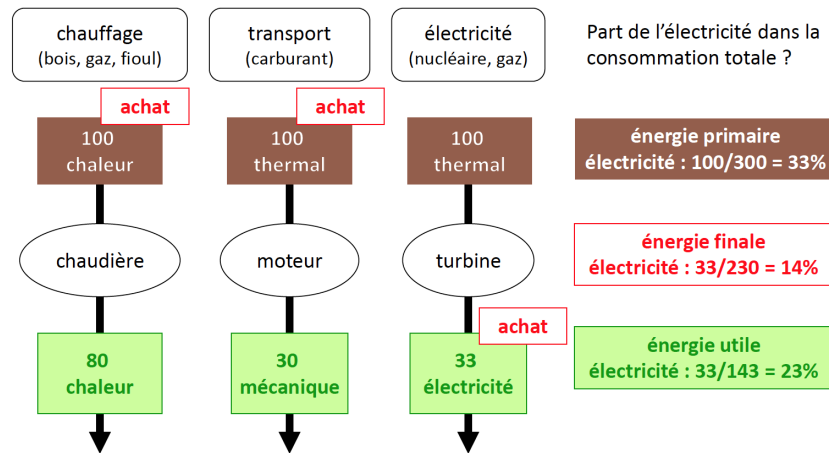 chauffage
(bois, gaz, fioul)
transport
(carburant)
électricité
(nucléaire, gaz)
Part de l'électricité dans la
consommation totale ?
achat
100
chaleur
achat
100
thermal
100
thermal
énergie primaire
électricité : 100/300 = 33%
chaudière
moteur
turbine
énergie finale
électricité : 33/230 = 14%
achat
80
chaleur
30
mécanique
33
électricité
énergie utile
électricité : 33/143 = 23%